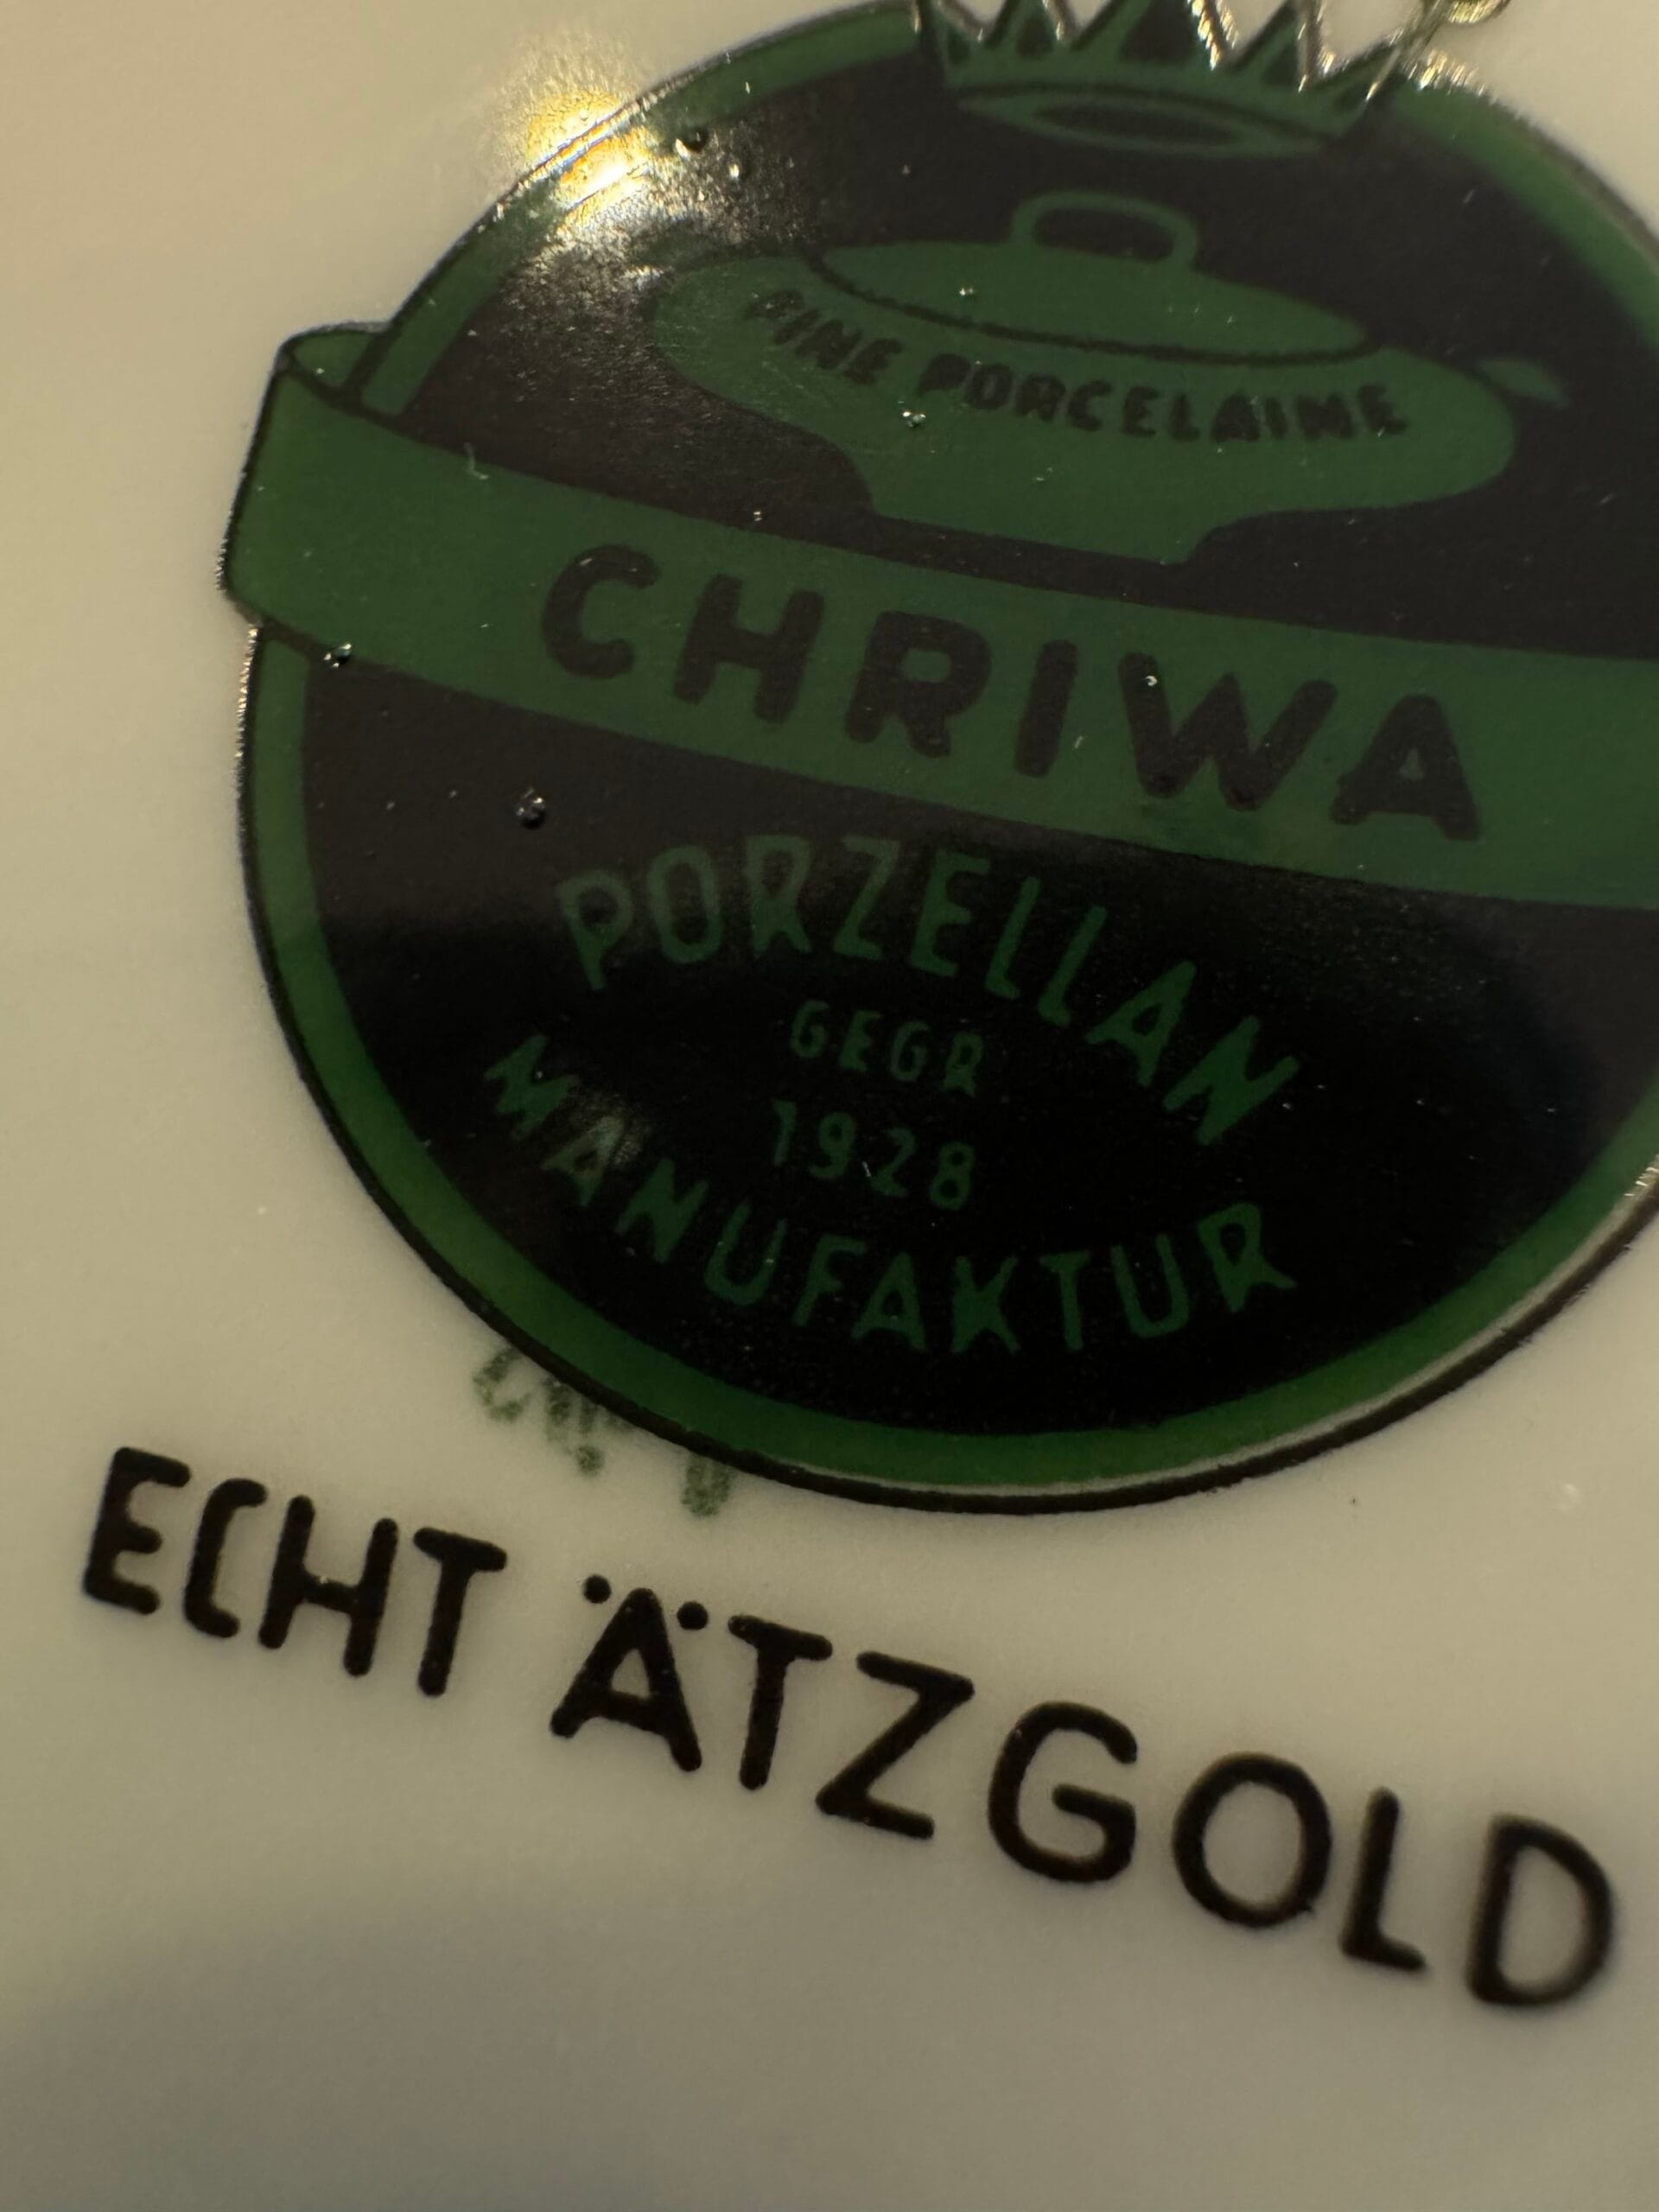 FINE PORCELAINE
CHRIWA
PORZELLAN
GEGR
1928
MANUFAKTUR
ECHT ÄTZGOLD